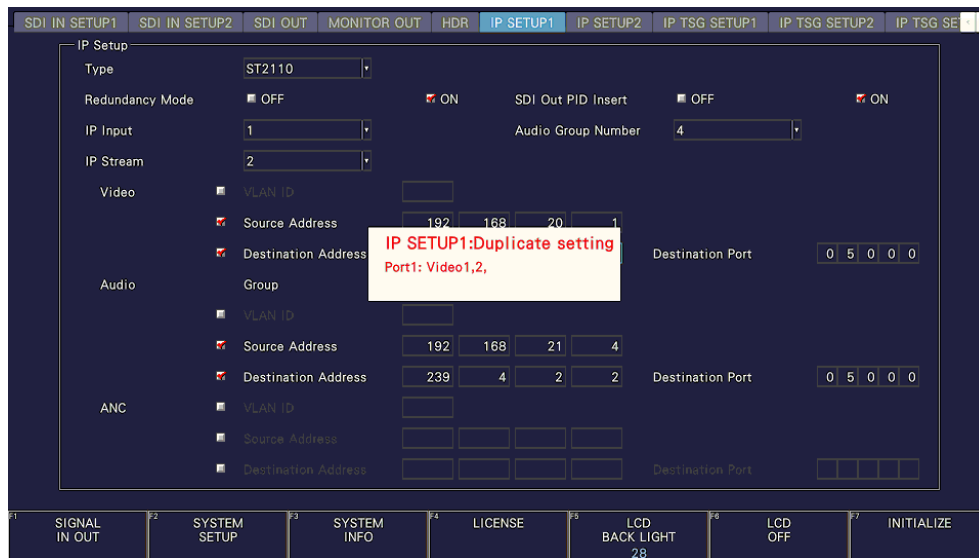 SDI IN SETUP1 SDI IN SETUP2 SDI OUT MONITOR OUT HDR IP SETUP1 IP SETUP2 IP TSG SETUP1 IP TSG SETUP2 IP TSG SE
IP Setup
Type ST2110
Redundancy Mode OFF ON SDI Out PID Insert OFF ON
IP Input 1 Audio Group Number 4
IP Stream 2
Video VLAN ID
Source Address 192 168 20 1
Destination Address Destination Port 0 5 0 0 0
IP SETUP1:Duplicate setting
Port1: Video1,2,
Audio Group
VLAN ID
Source Address 192 168 21 4
Destination Address 239 4 2 2 Destination Port 0 5 0 0 0
ANC VLAN ID
Source Address
Destination Address Destination Port
F1 SIGNAL IN OUT F2 SYSTEM SETUP F3 SYSTEM INFO F4 LICENSE F5 LCD BACK LIGHT 28 F6 LCD OFF F7 INITIALIZE